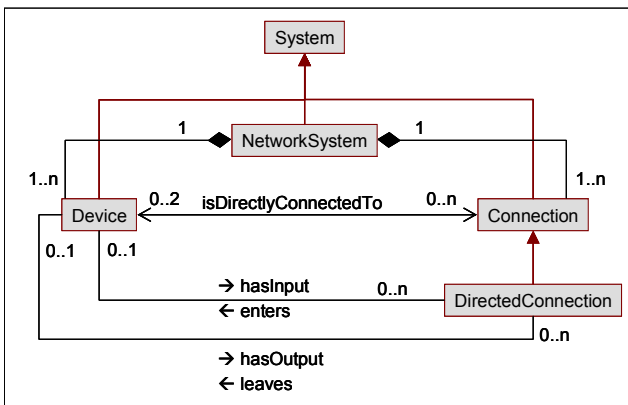 System
1
NetworkSystem
1
1..n
1..n
0..2
isDirectlyConnectedTo
0..n
Device
Connection
0..1
0..1
→ hasInput
0..n
← enters
DirectedConnection
0..n
→ hasOutput
← leaves